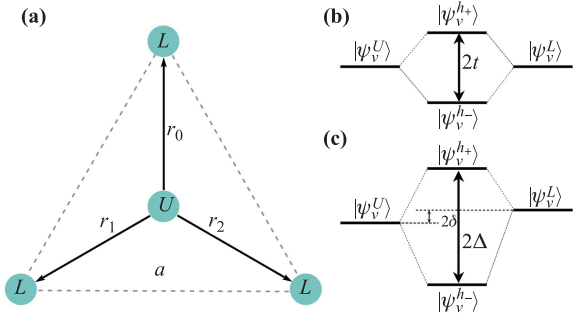 (a)
L
r₀
U
r₁
r₂
L
a
L
(b)
|ψᵥʰ⁺⟩
|ψᵥᵁ⟩
|ψᵥᴸ⟩
2t
|ψᵥʰ⁻⟩
(c)
|ψᵥʰ⁺⟩
|ψᵥᵁ⟩
|ψᵥᴸ⟩
2δ
2Δ
|ψᵥʰ⁻⟩